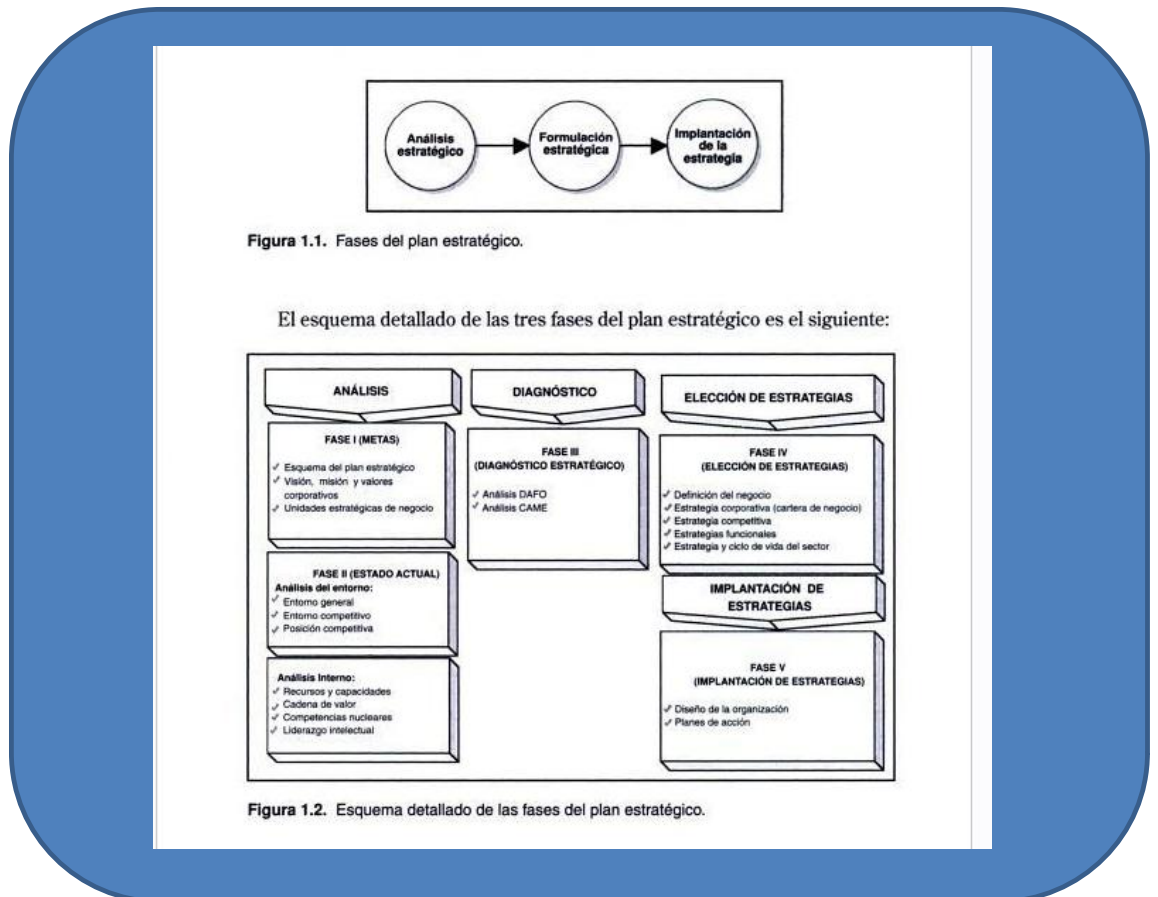 Análisis
estratégico
Formulación
estratégica
Implantación
de la
estrategia
Figura 1.1. Fases del plan estratégico.
El esquema detallado de las tres fases del plan estratégico es el siguiente:
ANÁLISIS
FASE I (METAS)
✓ Esquema del plan estratégico
✓ Visión, misión y valores
corporativos
✓ Unidades estratégicas de negocio
FASE II (ESTADO ACTUAL)
Análisis del entorno:
✓ Entorno general
✓ Entorno competitivo
✓ Posición competitiva
Análisis Interno:
✓ Recursos y capacidades
✓ Cadena de valor
✓ Competencias nucleares
✓ Liderazgo intelectual
DIAGNÓSTICO
FASE III
(DIAGNÓSTICO ESTRATÉGICO)
✓ Análisis DAFO
✓ Análisis CAME
ELECCIÓN DE ESTRATEGIAS
FASE IV
(ELECCIÓN DE ESTRATEGIAS)
✓ Definición del negocio
✓ Estrategia corporativa (cartera de negocio)
✓ Estrategia competitiva
✓ Estrategias funcionales
✓ Estrategia y ciclo de vida del sector
IMPLANTACIÓN DE
ESTRATEGIAS
FASE V
(IMPLANTACIÓN DE ESTRATEGIAS)
✓ Diseño de la organización
✓ Planes de acción
Figura 1.2. Esquema detallado de las fases del plan estratégico.